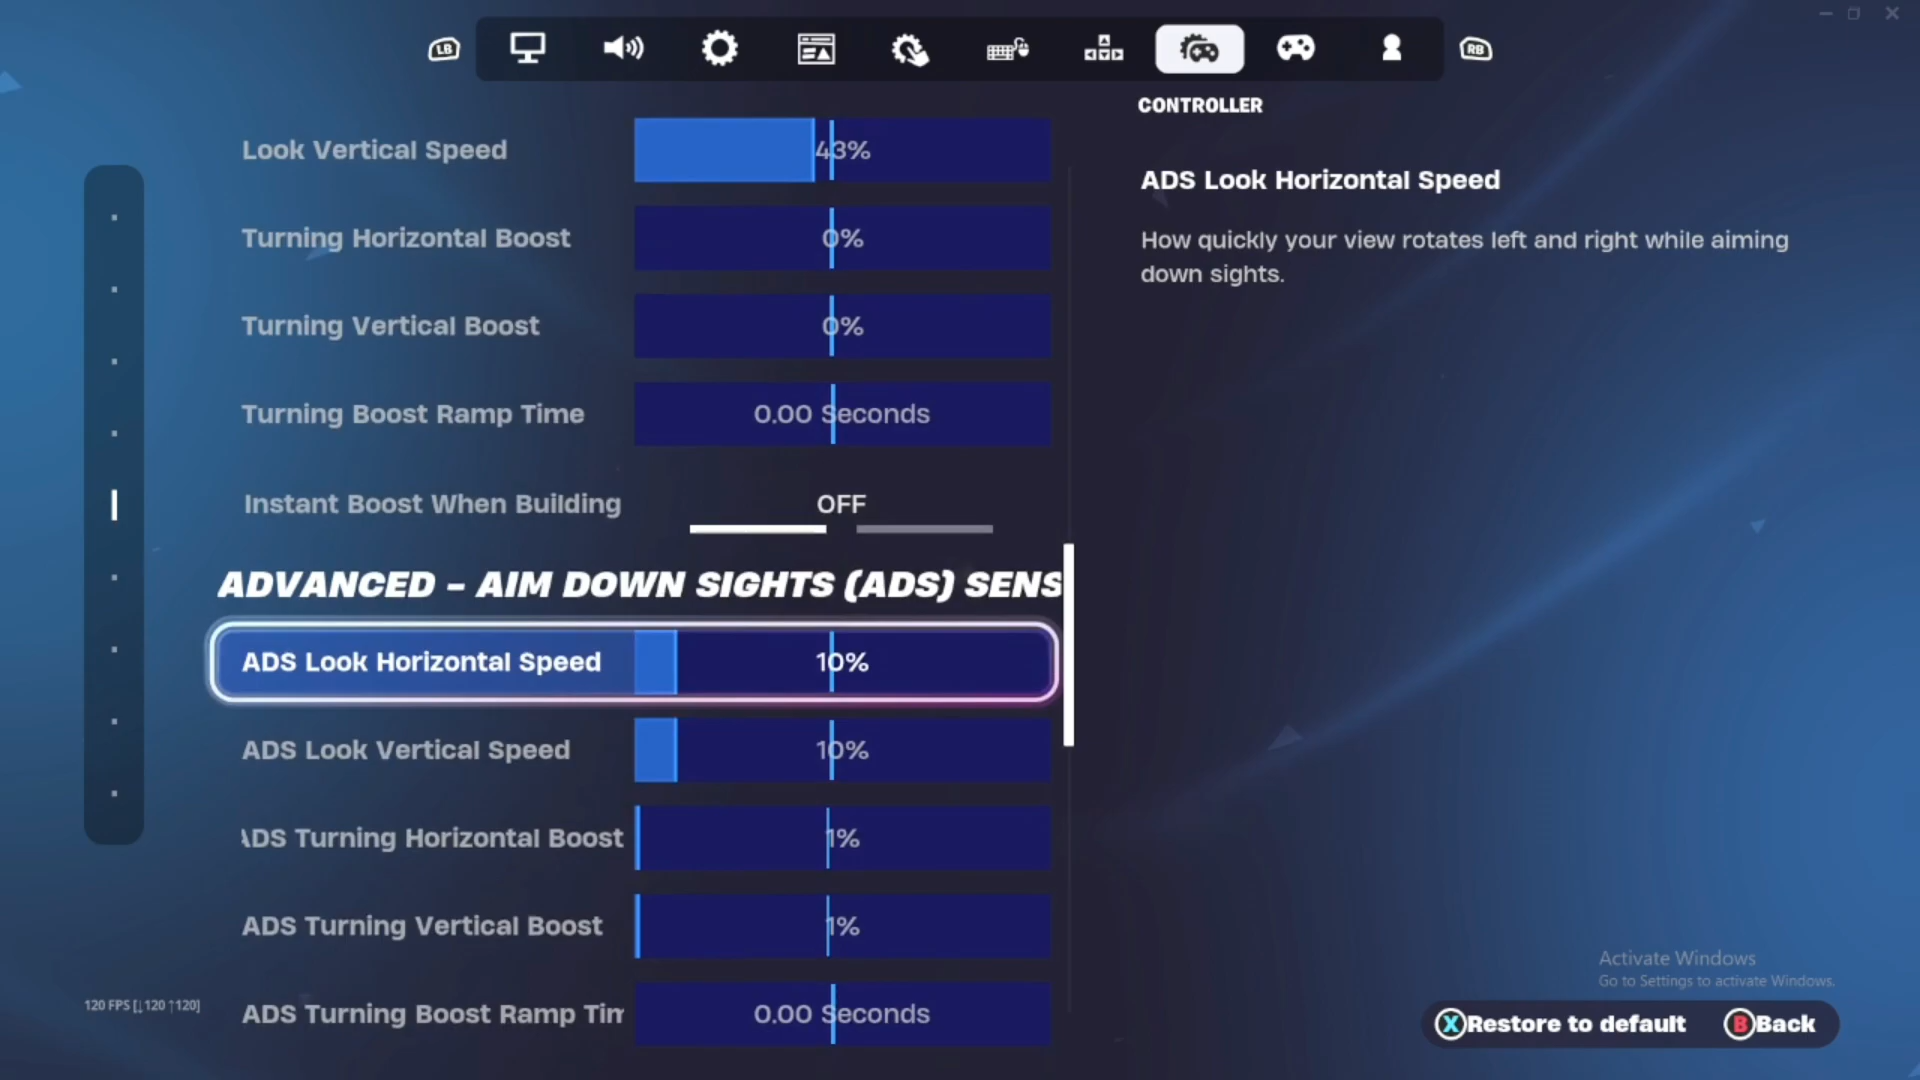 LB
RB
CONTROLLER
Look Vertical Speed
43%
ADS Look Horizontal Speed
How quickly your view rotates left and right while aiming
down sights.
Turning Horizontal Boost
0%
Turning Vertical Boost
0%
Turning Boost Ramp Time
0.00 Seconds
Instant Boost When Building
OFF
ADVANCED - AIM DOWN SIGHTS (ADS) SENS
ADS Look Horizontal Speed
10%
ADS Look Vertical Speed
10%
ADS Turning Horizontal Boost
1%
ADS Turning Vertical Boost
1%
ADS Turning Boost Ramp Tim
0.00 Seconds
120 FPS [↓120 ↑120]
Activate Windows
Go to Settings to activate Windows.
X Restore to default
B Back